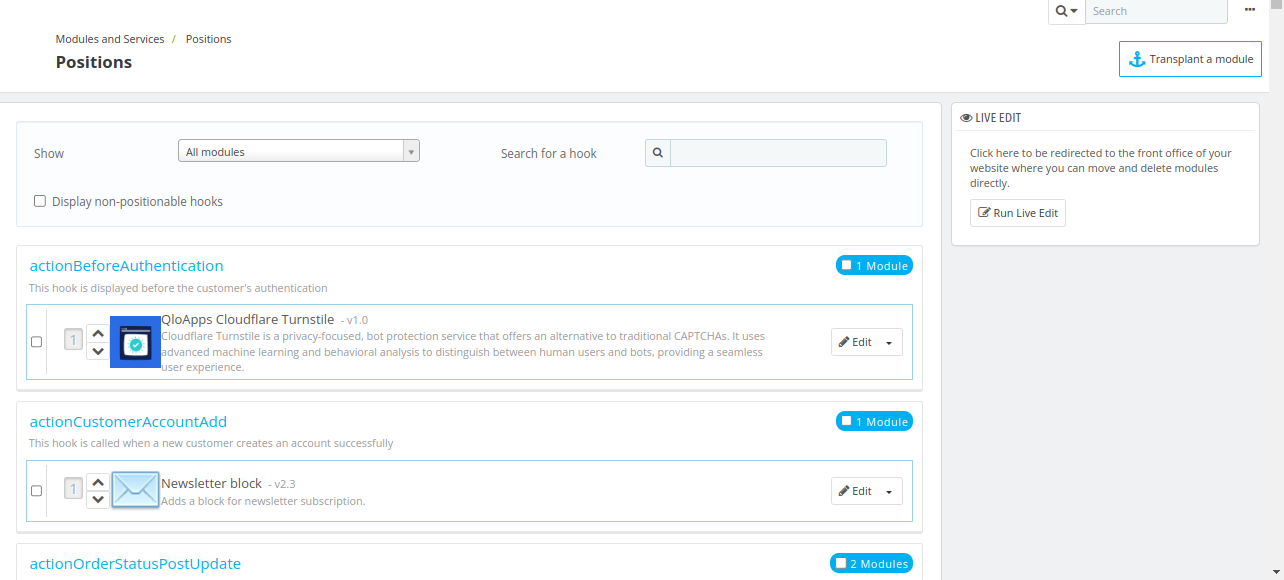 Search
Modules and Services / Positions
Positions
Transplant a module
Show
All modules
Search for a hook
Display non-positionable hooks
LIVE EDIT
Click here to be redirected to the front office of your
website where you can move and delete modules
directly.
Run Live Edit
actionBeforeAuthentication
1 Module
This hook is displayed before the customer's authentication
1
QloApps Cloudflare Turnstile - v1.0
Cloudflare Turnstile is a privacy-focused, bot protection service that offers an alternative to traditional CAPTCHAs. It uses
advanced machine learning and behavioral analysis to distinguish between human users and bots, providing a seamless
user experience.
Edit
actionCustomerAccountAdd
1 Module
This hook is called when a new customer creates an account successfully
1
Newsletter block - v2.3
Adds a block for newsletter subscription.
Edit
actionOrderStatusPostUpdate
2 Modules